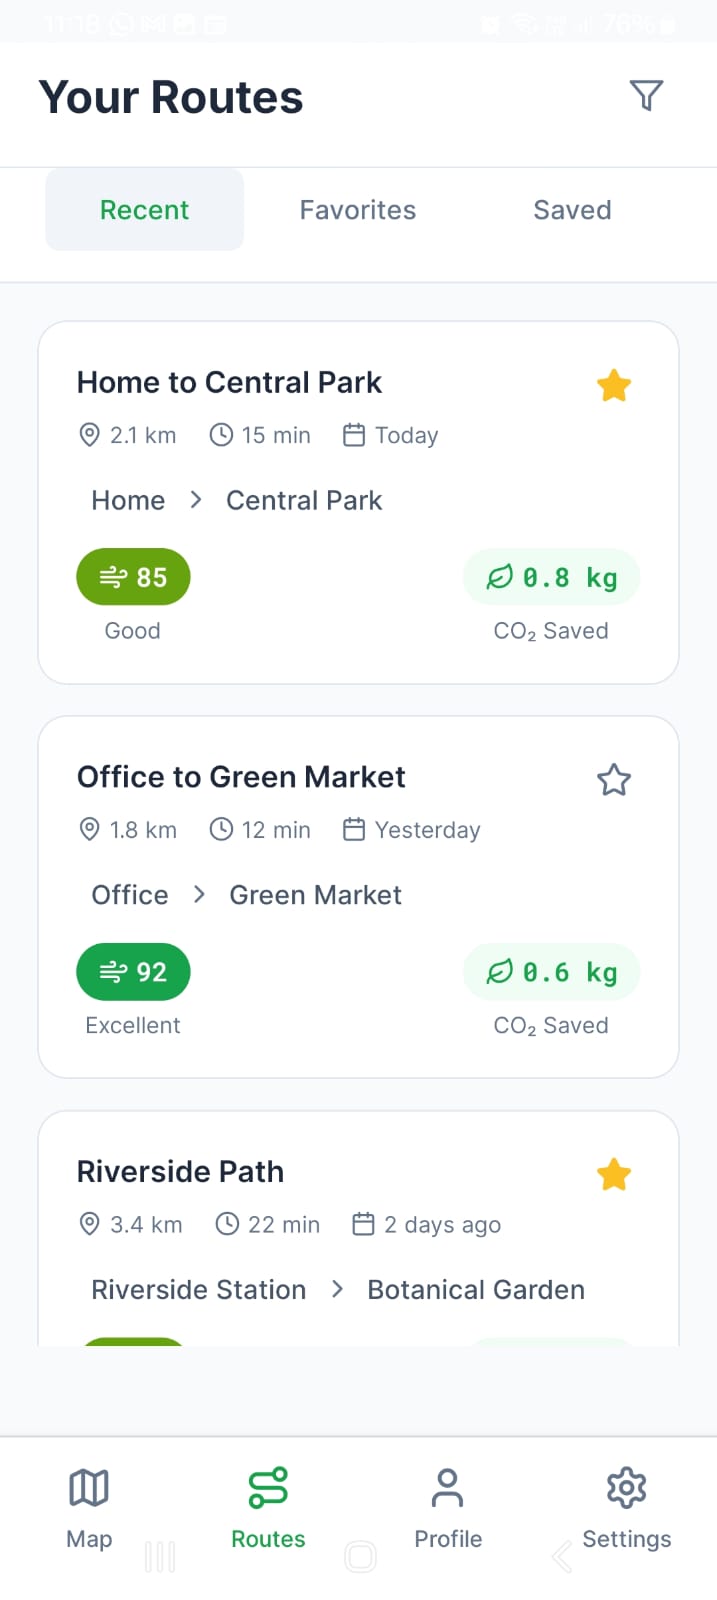 11:18 76%
Your Routes
Recent Favorites Saved
Home to Central Park
2.1 km 15 min Today
Home > Central Park
85 0.8 kg
Good CO₂ Saved
Office to Green Market
1.8 km 12 min Yesterday
Office > Green Market
92 0.6 kg
Excellent CO₂ Saved
Riverside Path
3.4 km 22 min 2 days ago
Riverside Station > Botanical Garden
Map Routes Profile Settings